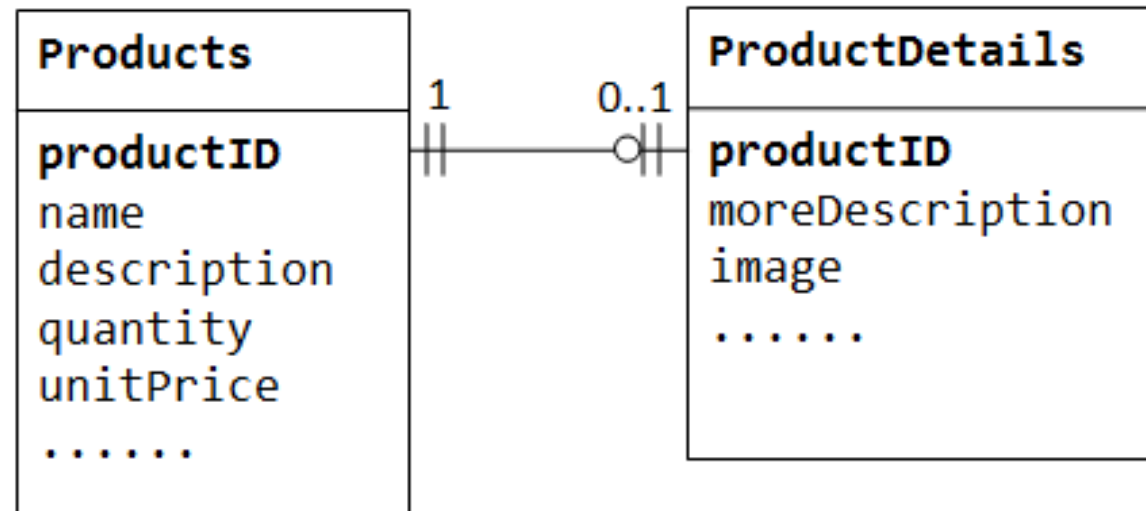 Products
productID
name
description
quantity
unitPrice
......
1
0..1
ProductDetails
productID
moreDescription
image
......